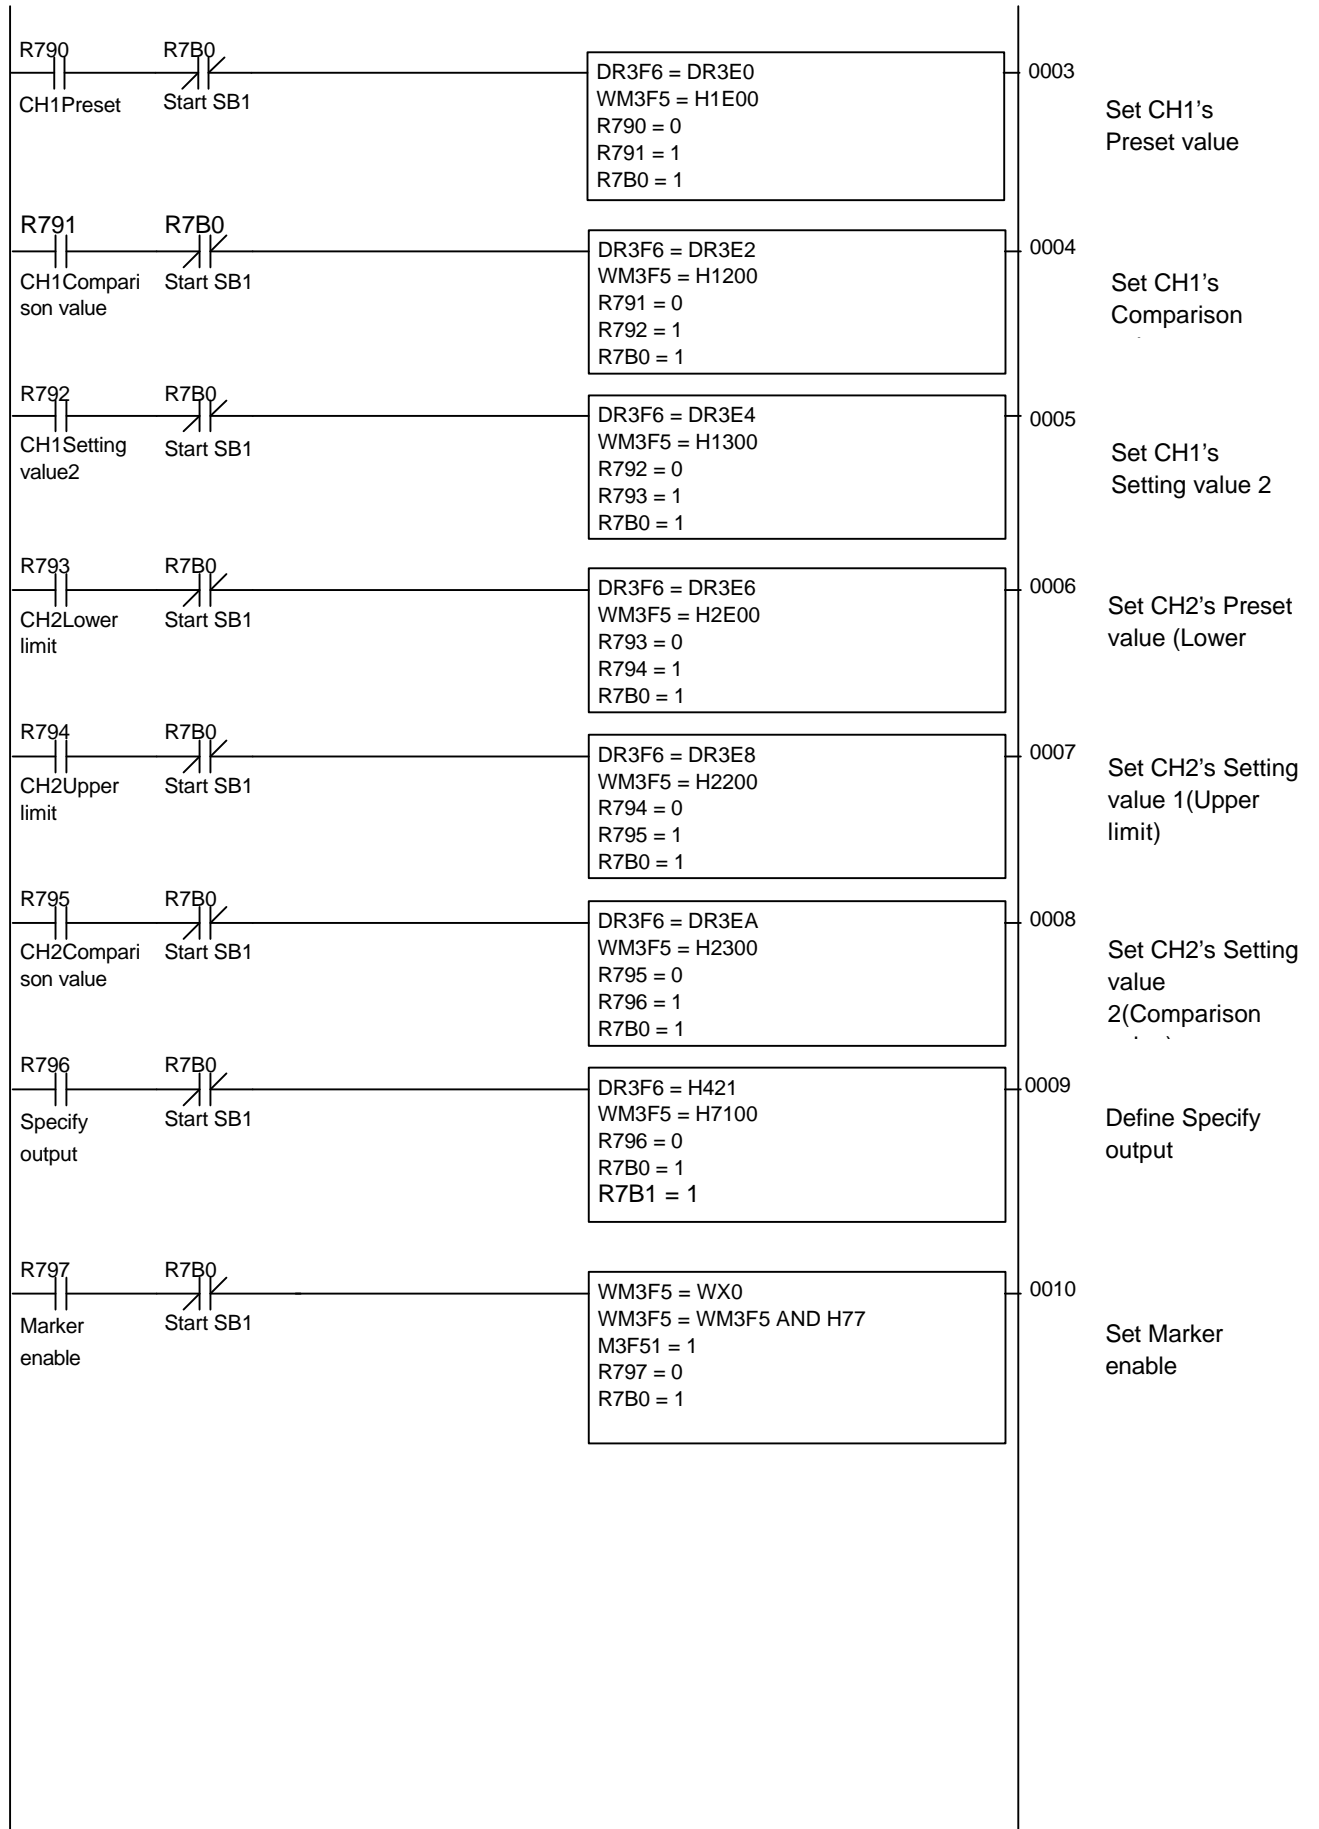 R790 R7B0
CH1Preset Start SB1
DR3F6 = DR3E0
WM3F5 = H1E00
R790 = 0
R791 = 1
R7B0 = 1
0003
Set CH1’s
Preset value
R791 R7B0
CH1Compari Start SB1
son value
DR3F6 = DR3E2
WM3F5 = H1200
R791 = 0
R792 = 1
R7B0 = 1
0004
Set CH1’s
Comparison
R792 R7B0
CH1Setting Start SB1
value2
DR3F6 = DR3E4
WM3F5 = H1300
R792 = 0
R793 = 1
R7B0 = 1
0005
Set CH1’s
Setting value 2
R793 R7B0
CH2Lower Start SB1
limit
DR3F6 = DR3E6
WM3F5 = H2E00
R793 = 0
R794 = 1
R7B0 = 1
0006
Set CH2’s Preset
value (Lower
R794 R7B0
CH2Upper Start SB1
limit
DR3F6 = DR3E8
WM3F5 = H2200
R794 = 0
R795 = 1
R7B0 = 1
0007
Set CH2’s Setting
value 1(Upper
limit)
R795 R7B0
CH2Compari Start SB1
son value
DR3F6 = DR3EA
WM3F5 = H2300
R795 = 0
R796 = 1
R7B0 = 1
0008
Set CH2’s Setting
value
2(Comparison
R796 R7B0
Specify Start SB1
output
DR3F6 = H421
WM3F5 = H7100
R796 = 0
R7B0 = 1
R7B1 = 1
0009
Define Specify
output
R797 R7B0
Marker Start SB1
enable
WM3F5 = WX0
WM3F5 = WM3F5 AND H77
M3F51 = 1
R797 = 0
R7B0 = 1
0010
Set Marker
enable